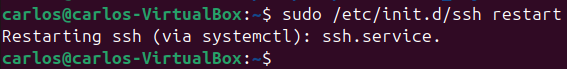 carlos@carlos-VirtualBox:~$ sudo /etc/init.d/ssh restart
Restarting ssh (via systemctl): ssh.service.
carlos@carlos-VirtualBox:~$